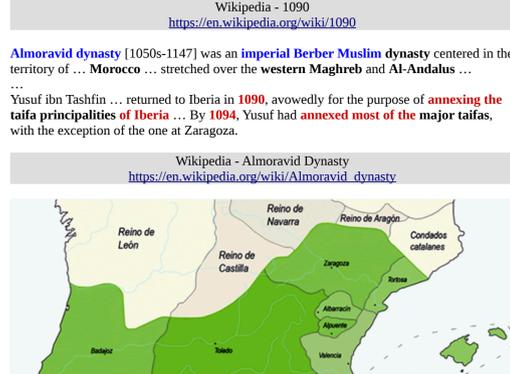 Wikipedia - 1090
https://en.wikipedia.org/wiki/1090
Almoravid dynasty [1050s-1147] was an imperial Berber Muslim dynasty centered in the
territory of … Morocco … stretched over the western Maghreb and Al-Andalus …
…
Yusuf ibn Tashfin … returned to Iberia in 1090, avowedly for the purpose of annexing the
taifa principalities of Iberia … By 1094, Yusuf had annexed most of the major taifas,
with the exception of the one at Zaragoza.
Wikipedia - Almoravid Dynasty
https://en.wikipedia.org/wiki/Almoravid_dynasty
Reino de
Navarra
Reino de Aragón
Reino de
León
Condados
catalanes
Reino de
Castilla
Zaragoza
Tortosa
Albarracín
Alpuente
Badajoz
Toledo
Valencia